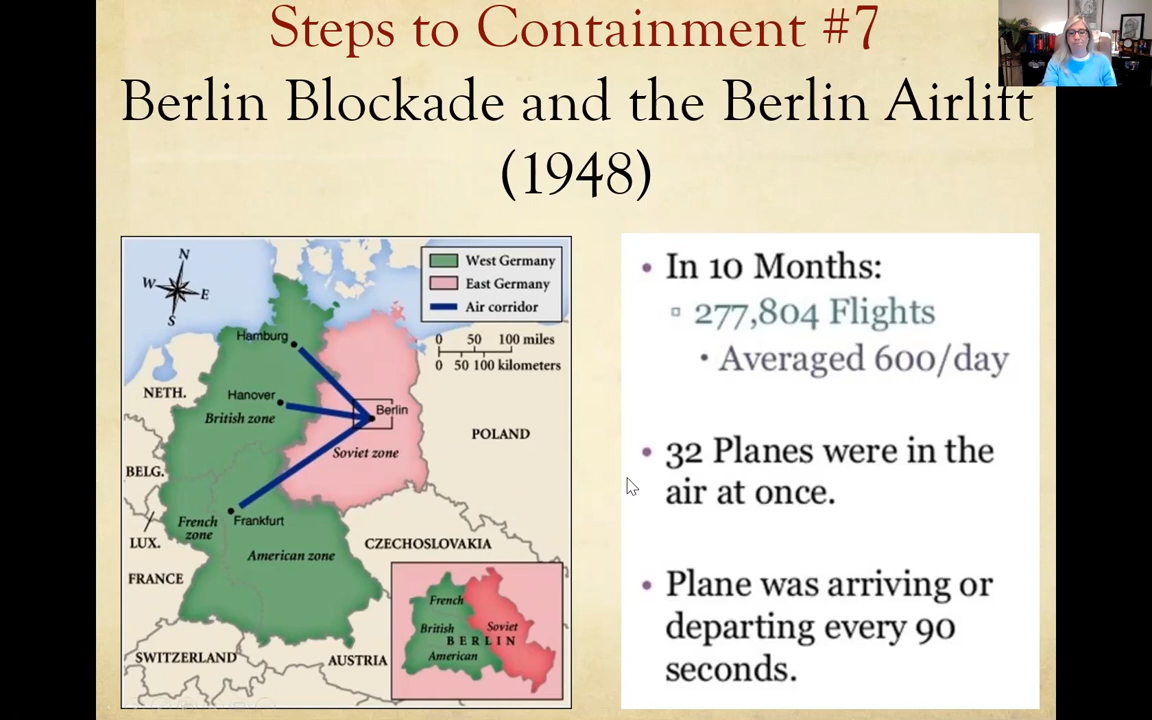 Steps to Containment #7
Berlin Blockade and the Berlin Airlift
(1948)
N
W
E
S
West Germany
East Germany
Air corridor
0 50 100 miles
0 50 100 kilometers
Hamburg
Hanover
British zone
Berlin
Soviet zone
NETH.
POLAND
BELG.
LUX.
French
zone
Frankfurt
American zone
CZECHOSLOVAKIA
FRANCE
SWITZERLAND
AUSTRIA
French
British
Soviet
BERLIN
American
• In 10 Months:
▫ 277,804 Flights
• Averaged 600/day
• 32 Planes were in the
air at once.
• Plane was arriving or
departing every 90
seconds.